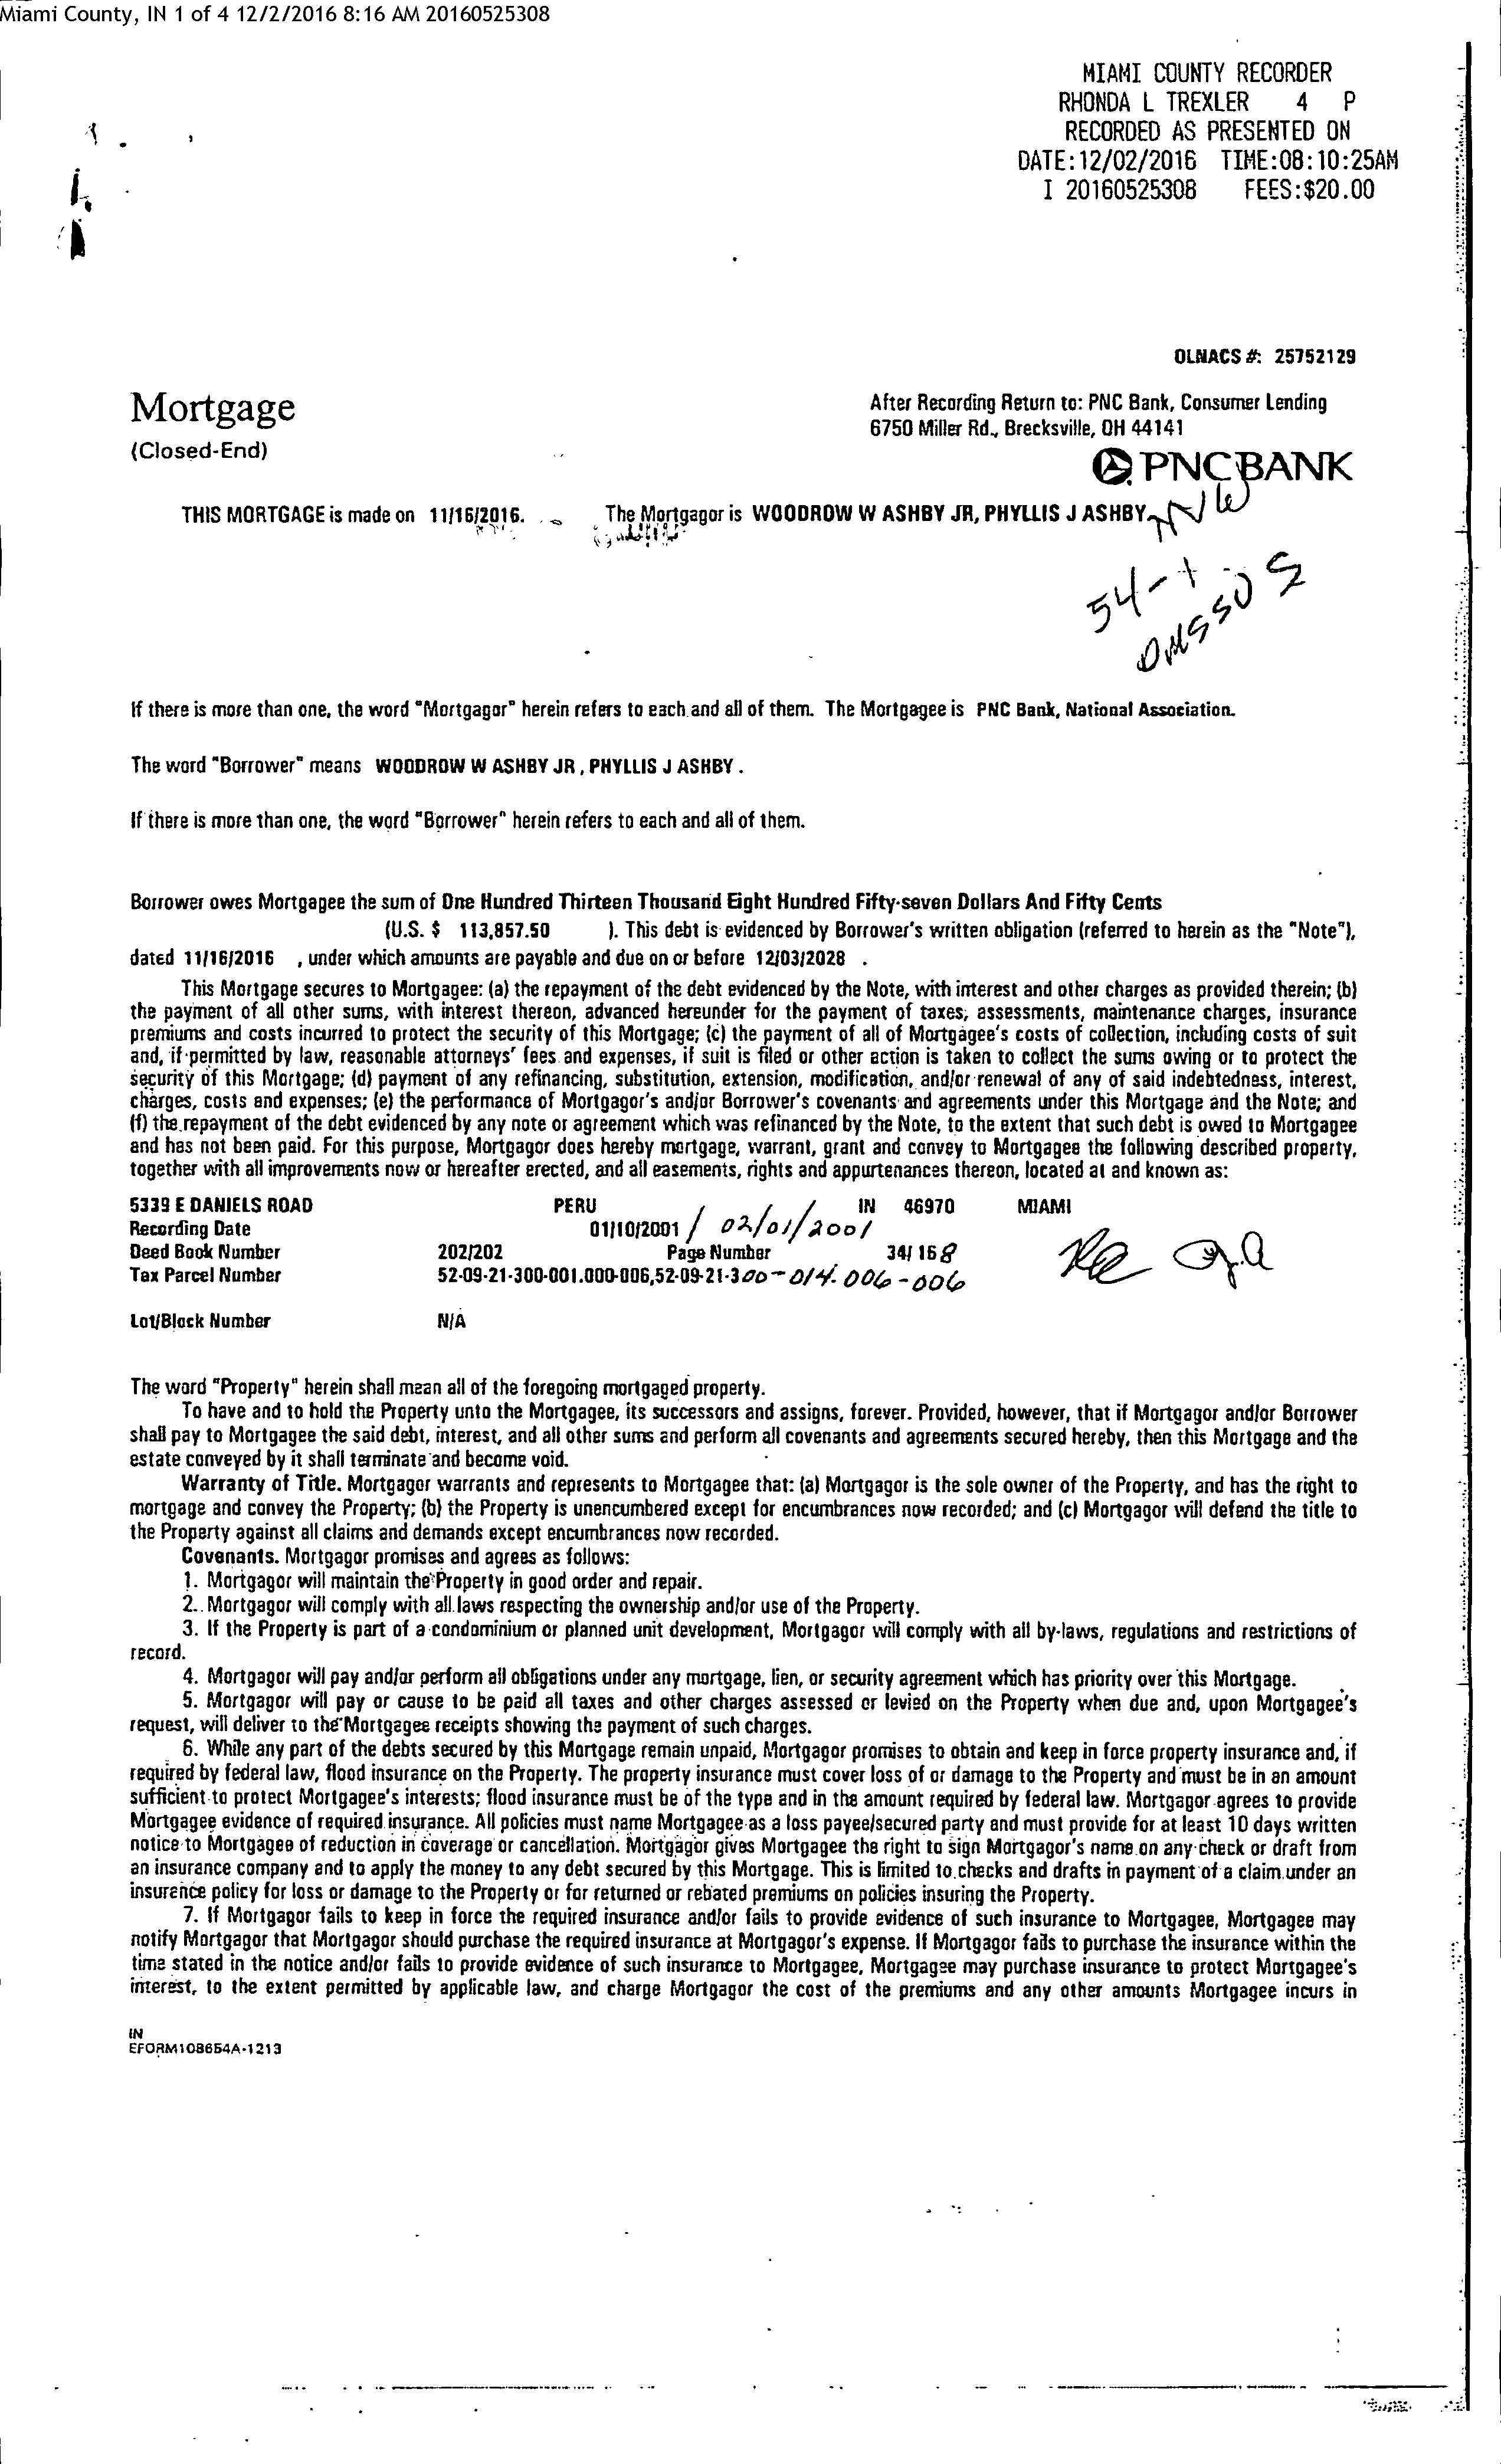 Miami County, IN 1 of 4 12/2/2016 8:16 AM 20160525308
MIAMI COUNTY RECORDER
RHONDA L TREXLER 4 P
RECORDED AS PRESENTED ON
DATE:12/02/2016 TIME:08:10:25AM
I 20160525308 FEES:$20.00
OLNACS #: 25752129
Mortgage
(Closed-End)
After Recording Return to: PNC Bank, Consumer Lending
6750 Miller Rd., Brecksville, OH 44141
PNCBANK
THIS MORTGAGE is made on 11/16/2016. The Mortgagor is WOODROW W ASHBY JR, PHYLLIS J ASHBY
54-1
If there is more than one, the word "Mortgagor" herein refers to each and all of them. The Mortgagee is PNC Bank, National Association.
The word "Borrower" means WOODROW W ASHBY JR , PHYLLIS J ASHBY .
If there is more than one, the word "Borrower" herein refers to each and all of them.
Borrower owes Mortgagee the sum of One Hundred Thirteen Thousand Eight Hundred Fifty-seven Dollars And Fifty Cents
(U.S. $ 113,857.50 ). This debt is evidenced by Borrower's written obligation (referred to herein as the "Note"),
dated 11/16/2016 , under which amounts are payable and due on or before 12/03/2028 .
This Mortgage secures to Mortgagee: (a) the repayment of the debt evidenced by the Note, with interest and other charges as provided therein; (b)
the payment of all other sums, with interest thereon, advanced hereunder for the payment of taxes, assessments, maintenance charges, insurance
premiums and costs incurred to protect the security of this Mortgage; (c) the payment of all of Mortgagee's costs of collection, including costs of suit
and, if permitted by law, reasonable attorneys' fees and expenses, if suit is filed or other action is taken to collect the sums owing or to protect the
security of this Mortgage; (d) payment of any refinancing, substitution, extension, modification, and/or renewal of any of said indebtedness, interest,
charges, costs and expenses; (e) the performance of Mortgagor's and/or Borrower's covenants and agreements under this Mortgage and the Note; and
(f) the repayment of the debt evidenced by any note or agreement which was refinanced by the Note, to the extent that such debt is owed to Mortgagee
and has not been paid. For this purpose, Mortgagor does hereby mortgage, warrant, grant and convey to Mortgagee the following described property,
together with all improvements now or hereafter erected, and all easements, rights and appurtenances thereon, located at and known as:
5339 E DANIELS ROAD PERU IN 46970 MIAMI
Recording Date 01/10/2001 / 02/01/2001
Deed Book Number 202/202 Page Number 34/ 168
Tax Parcel Number 52-09-21-300-001.000-006,52-09-21-300-014.006-006
Lot/Block Number N/A
The word "Property" herein shall mean all of the foregoing mortgaged property.
To have and to hold the Property unto the Mortgagee, its successors and assigns, forever. Provided, however, that if Mortgagor and/or Borrower
shall pay to Mortgagee the said debt, interest, and all other sums and perform all covenants and agreements secured hereby, then this Mortgage and the
estate conveyed by it shall terminate and become void.
Warranty of Title. Mortgagor warrants and represents to Mortgagee that: (a) Mortgagor is the sole owner of the Property, and has the right to
mortgage and convey the Property; (b) the Property is unencumbered except for encumbrances now recorded; and (c) Mortgagor will defend the title to
the Property against all claims and demands except encumbrances now recorded.
Covenants. Mortgagor promises and agrees as follows:
1. Mortgagor will maintain the Property in good order and repair.
2. Mortgagor will comply with all laws respecting the ownership and/or use of the Property.
3. If the Property is part of a condominium or planned unit development, Mortgagor will comply with all by-laws, regulations and restrictions of
record.
4. Mortgagor will pay and/or perform all obligations under any mortgage, lien, or security agreement which has priority over this Mortgage.
5. Mortgagor will pay or cause to be paid all taxes and other charges assessed or levied on the Property when due and, upon Mortgagee's
request, will deliver to the Mortgagee receipts showing the payment of such charges.
6. While any part of the debts secured by this Mortgage remain unpaid, Mortgagor promises to obtain and keep in force property insurance and, if
required by federal law, flood insurance on the Property. The property insurance must cover loss of or damage to the Property and must be in an amount
sufficient to protect Mortgagee's interests; flood insurance must be of the type and in the amount required by federal law. Mortgagor agrees to provide
Mortgagee evidence of required insurance. All policies must name Mortgagee as a loss payee/secured party and must provide for at least 10 days written
notice to Mortgagee of reduction in coverage or cancellation. Mortgagor gives Mortgagee the right to sign Mortgagor's name on any check or draft from
an insurance company and to apply the money to any debt secured by this Mortgage. This is limited to checks and drafts in payment of a claim under an
insurance policy for loss or damage to the Property or for returned or rebated premiums on policies insuring the Property.
7. If Mortgagor fails to keep in force the required insurance and/or fails to provide evidence of such insurance to Mortgagee, Mortgagee may
notify Mortgagor that Mortgagor should purchase the required insurance at Mortgagor's expense. If Mortgagor fails to purchase the insurance within the
time stated in the notice and/or fails to provide evidence of such insurance to Mortgagee, Mortgagee may purchase insurance to protect Mortgagee's
interest, to the extent permitted by applicable law, and charge Mortgagor the cost of the premiums and any other amounts Mortgagee incurs in
IN
EFORM108654A-1213